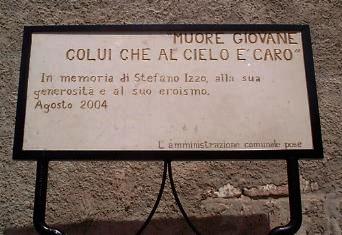 "MUORE GIOVANE
COLUI CHE AL CIELO E' CARO"
In memoria di Stefano Izzo, alla sua
generosità e al suo eroismo.
Agosto 2004
L'amministrazione comunale pose